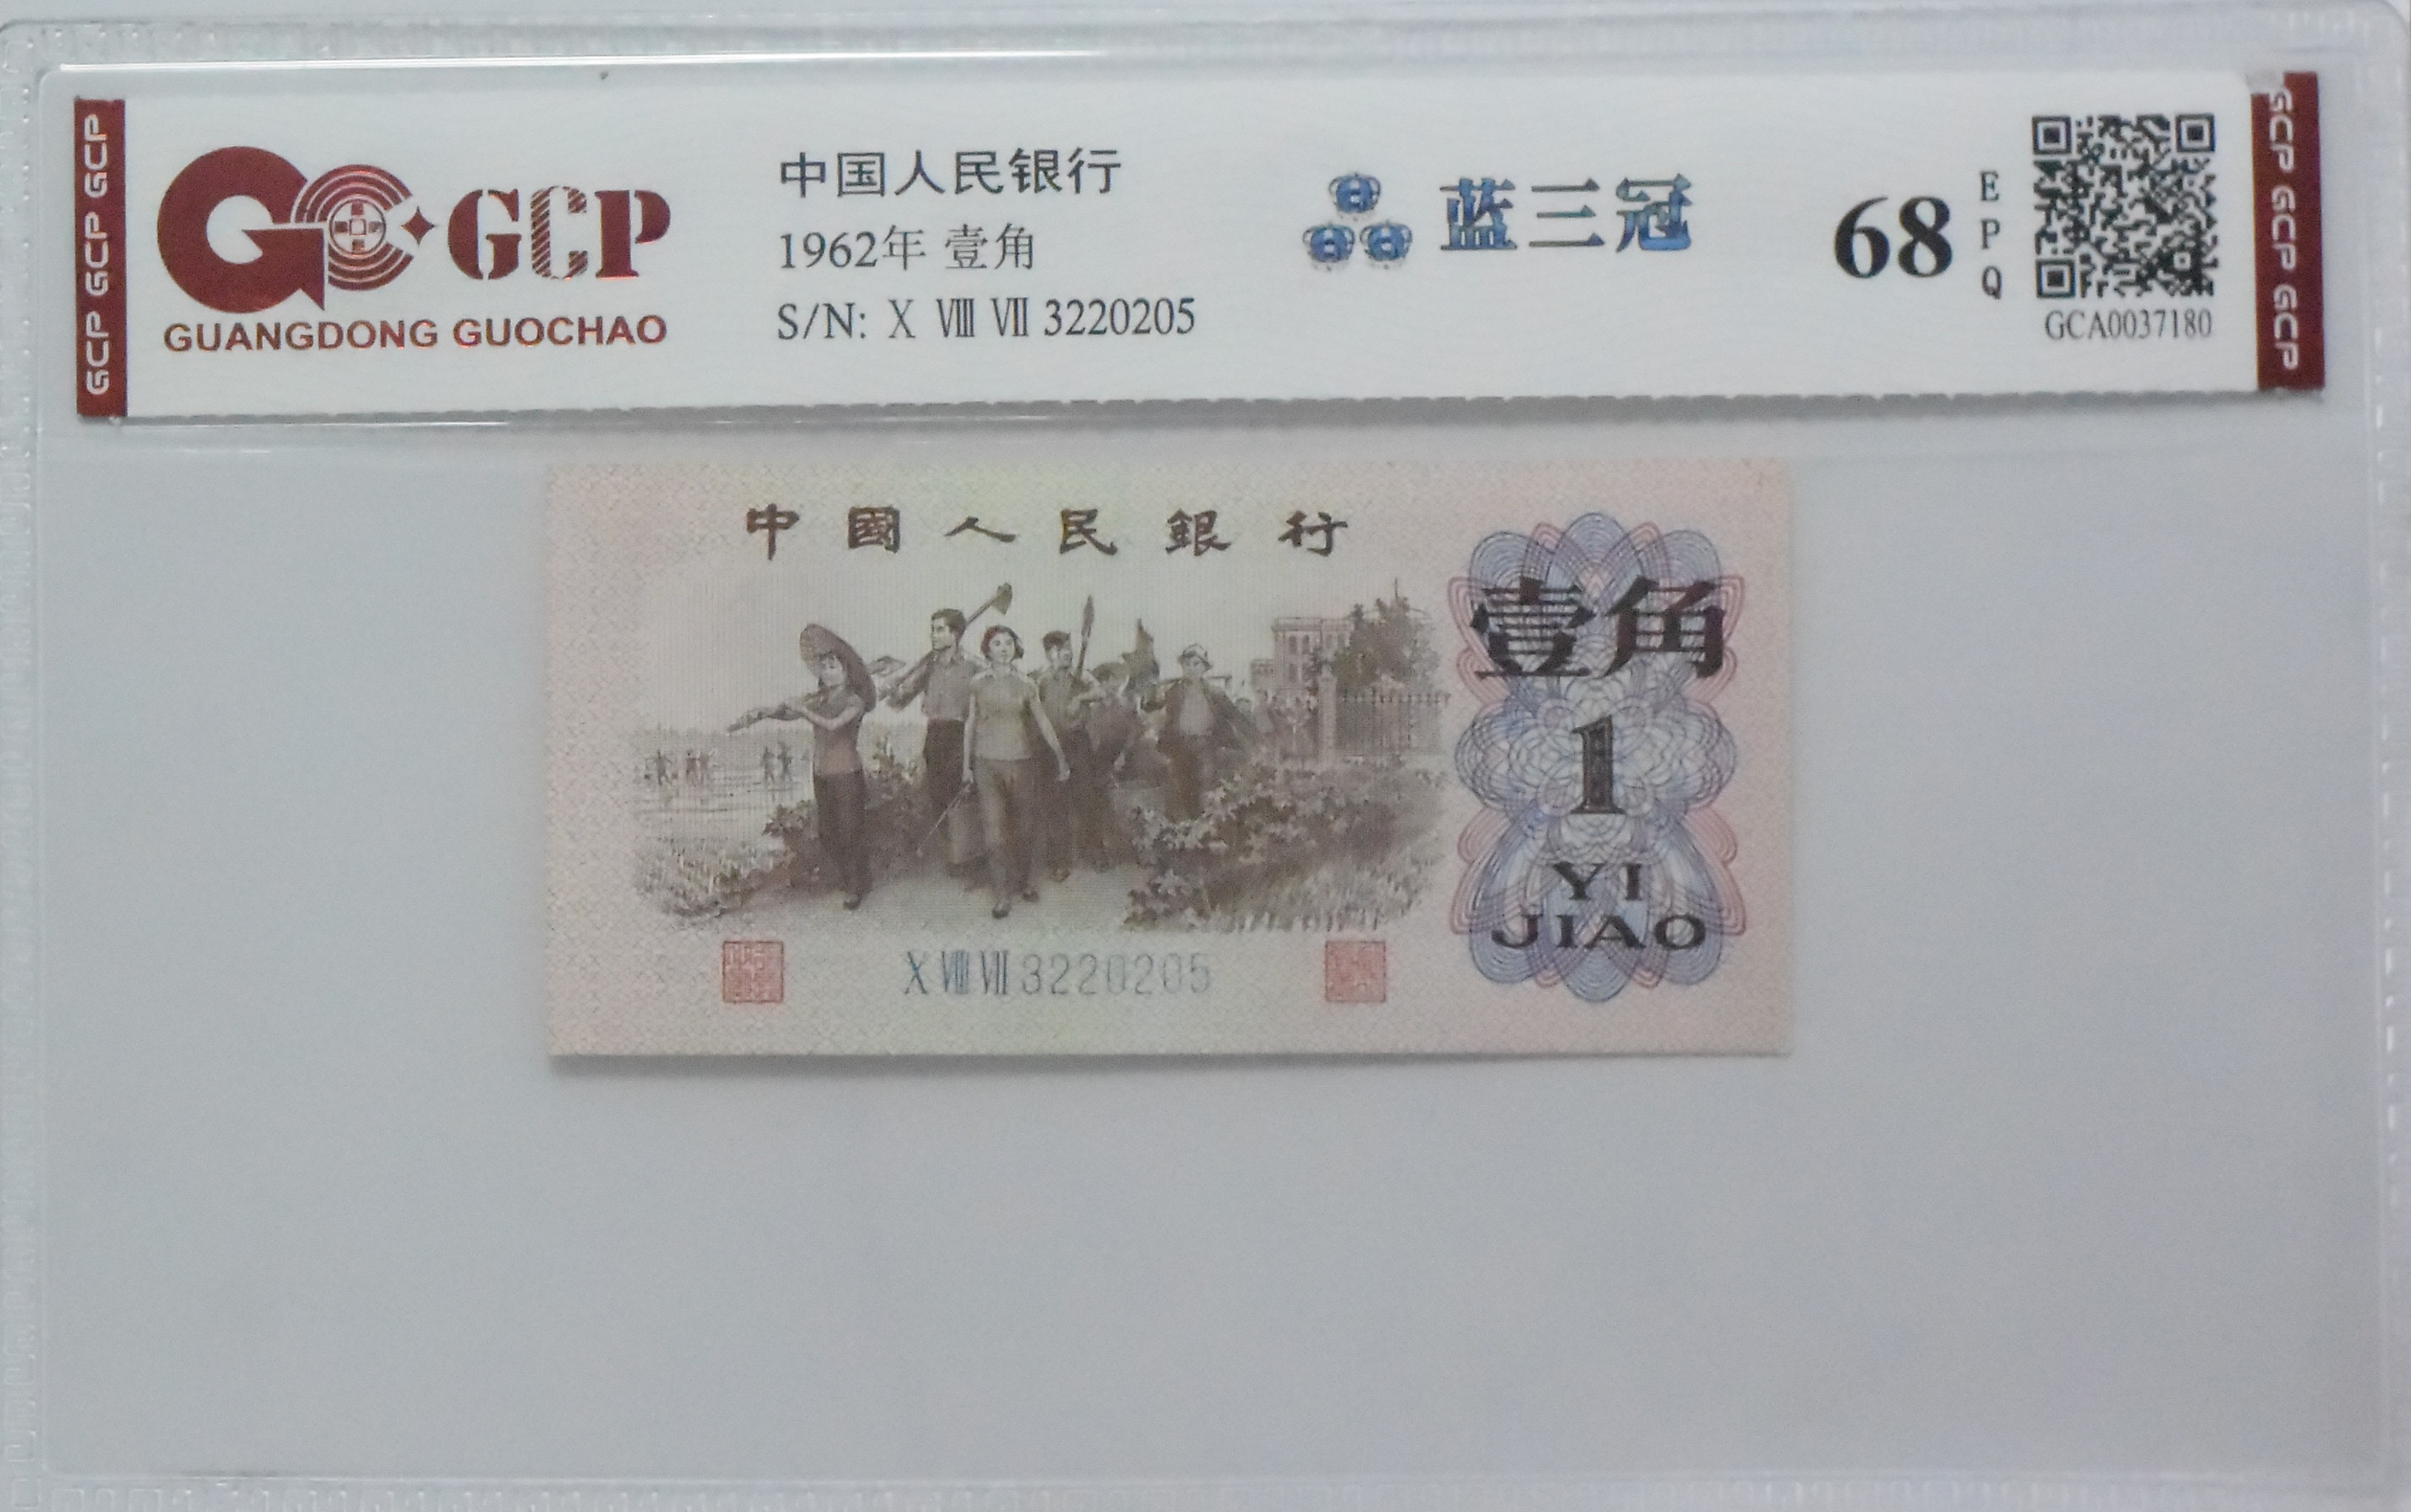 GCP GCP GCP
GCP
GUANGDONG GUOCHAO
中国人民银行
1962年 壹角
S/N: X Ⅷ Ⅶ 3220205
蓝三冠
68
E
P
Q
GCA0037180
GCP GCP GCP
中國人民銀行
壹角
1
YI
JIAO
X Ⅷ Ⅶ 3220205